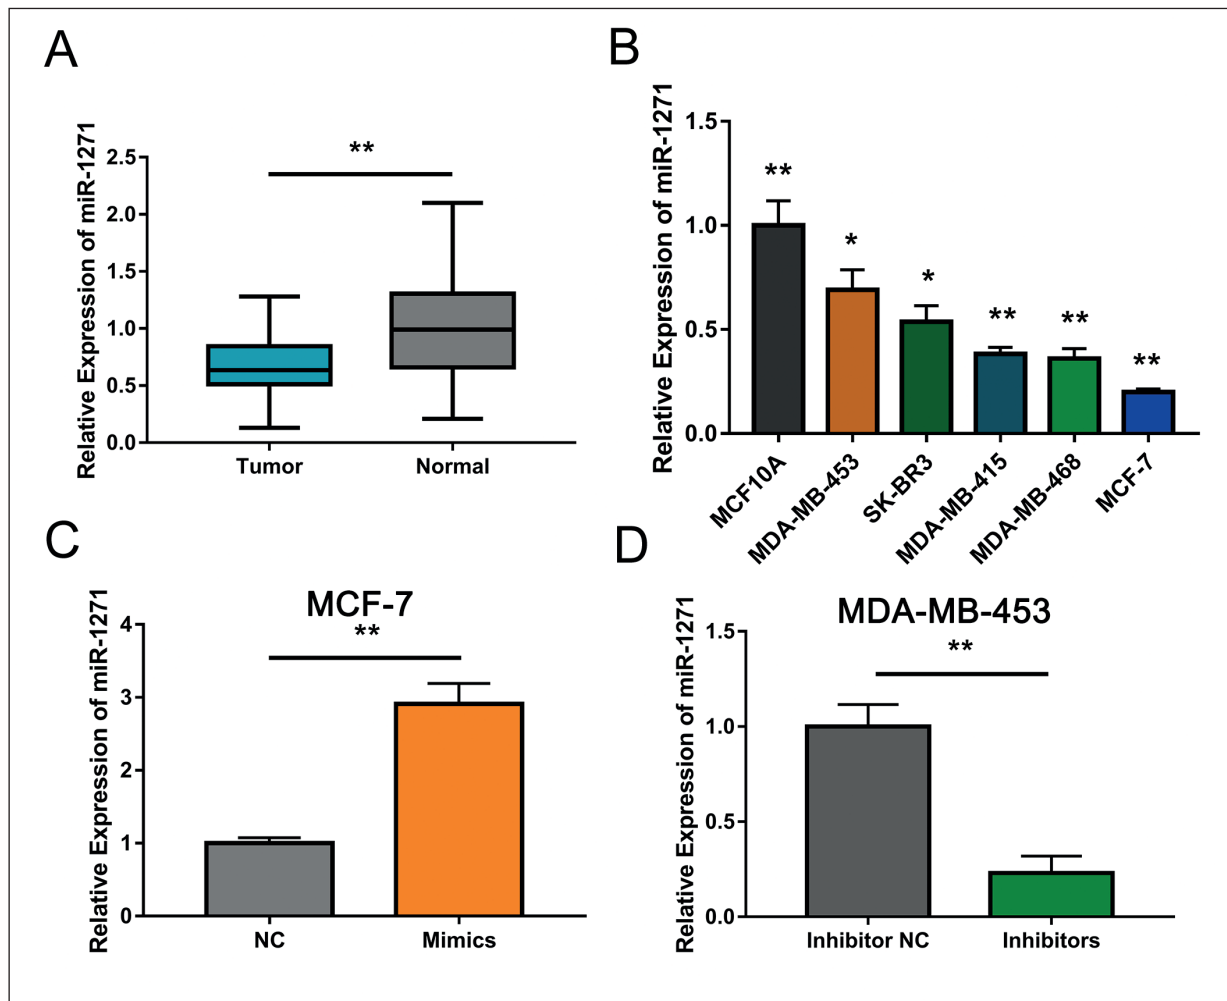 A
Relative Expression of miR-1271
2.5
2.0
1.5
1.0
0.5
0.0
**
Tumor
Normal
B
Relative Expression of miR-1271
1.5
1.0
0.5
0.0
**
*
*
**
**
**
MCF10A
MDA-MB-453
SK-BR3
MDA-MB-415
MDA-MB-468
MCF-7
C
MCF-7
**
Relative Expression of miR-1271
4
3
2
1
0
NC
Mimics
D
MDA-MB-453
**
Relative Expression of miR-1271
1.5
1.0
0.5
0.0
Inhibitor NC
Inhibitors